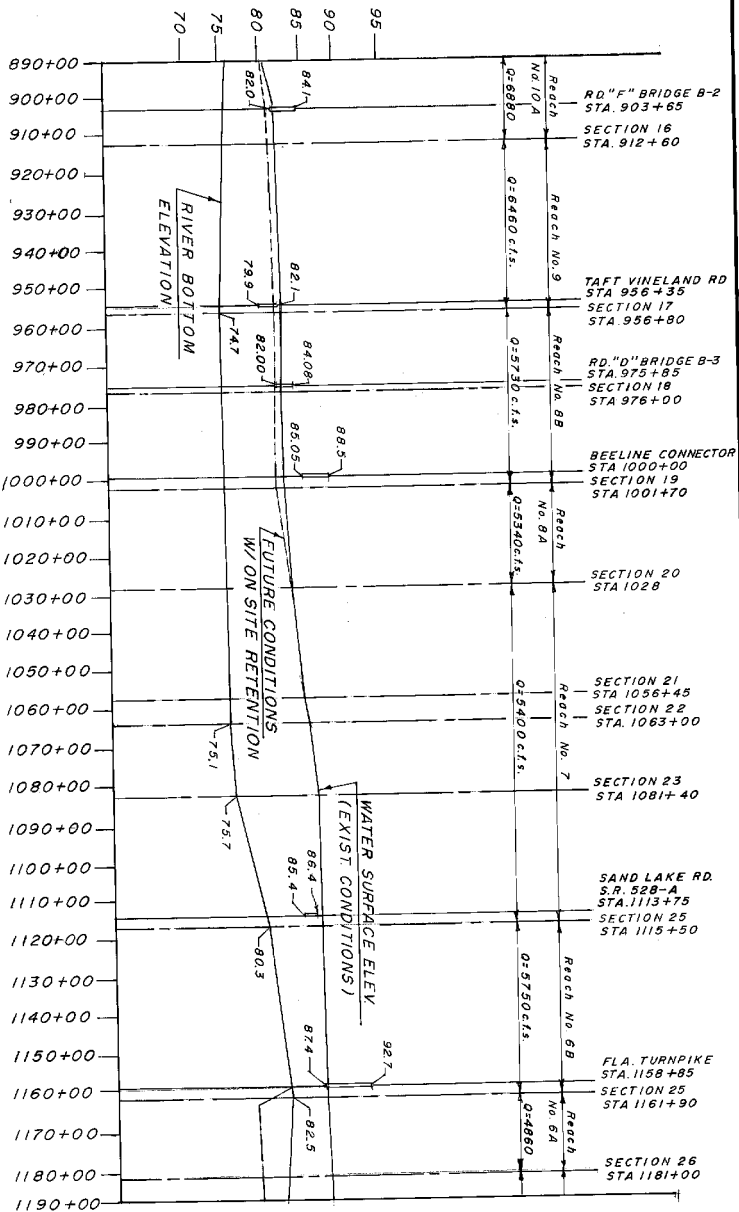 70
75
80
85
90
95
890+00
900+00
910+00
920+00
930+00
940+00
950+00
960+00
970+00
980+00
990+00
1000+00
1010+00
1020+00
1030+00
1040+00
1050+00
1060+00
1070+00
1080+00
1090+00
1100+00
1110+00
1120+00
1130+00
1140+00
1150+00
1160+00
1170+00
1180+00
1190+00
82.0
84.1
RIVER BOTTOM
ELEVATION
79.9
82.1
74.7
82.00
84.08
85.05
88.5
FUTURE CONDITIONS
W/ ON SITE RETENTION
75.1
75.7
WATER SURFACE ELEV.
(EXIST. CONDITIONS)
86.4
85.4
80.3
87.4
92.7
82.5
Q=6880
Q=6460 c.f.s.
Q=5730 c.f.s.
Q=5340 c.f.s.
Q=5400 c.f.s.
Q=5750 c.f.s.
Q=4860
Reach
No. 10 A
Reach No. 9
Reach No. 8B
Reach
No. 8A
Reach No. 7
Reach No. 6B
Reach
No. 6A
RD. "F" BRIDGE B-2
STA. 903+65
SECTION 16
STA. 912+60
TAFT VINELAND RD
STA 956+35
SECTION 17
STA. 956+80
RD. "D" BRIDGE B-3
STA. 975+85
SECTION 18
STA 976+00
BEELINE CONNECTOR
STA 1000+00
SECTION 19
STA 1001+70
SECTION 20
STA 1028
SECTION 21
STA 1056+45
SECTION 22
STA. 1063+00
SECTION 23
STA 1081+40
SAND LAKE RD.
S.R. 528-A
STA. 1113+75
SECTION 25
STA 1115+50
FLA. TURNPIKE
STA. 1158+85
SECTION 25
STA 1161+90
SECTION 26
STA 1181+00